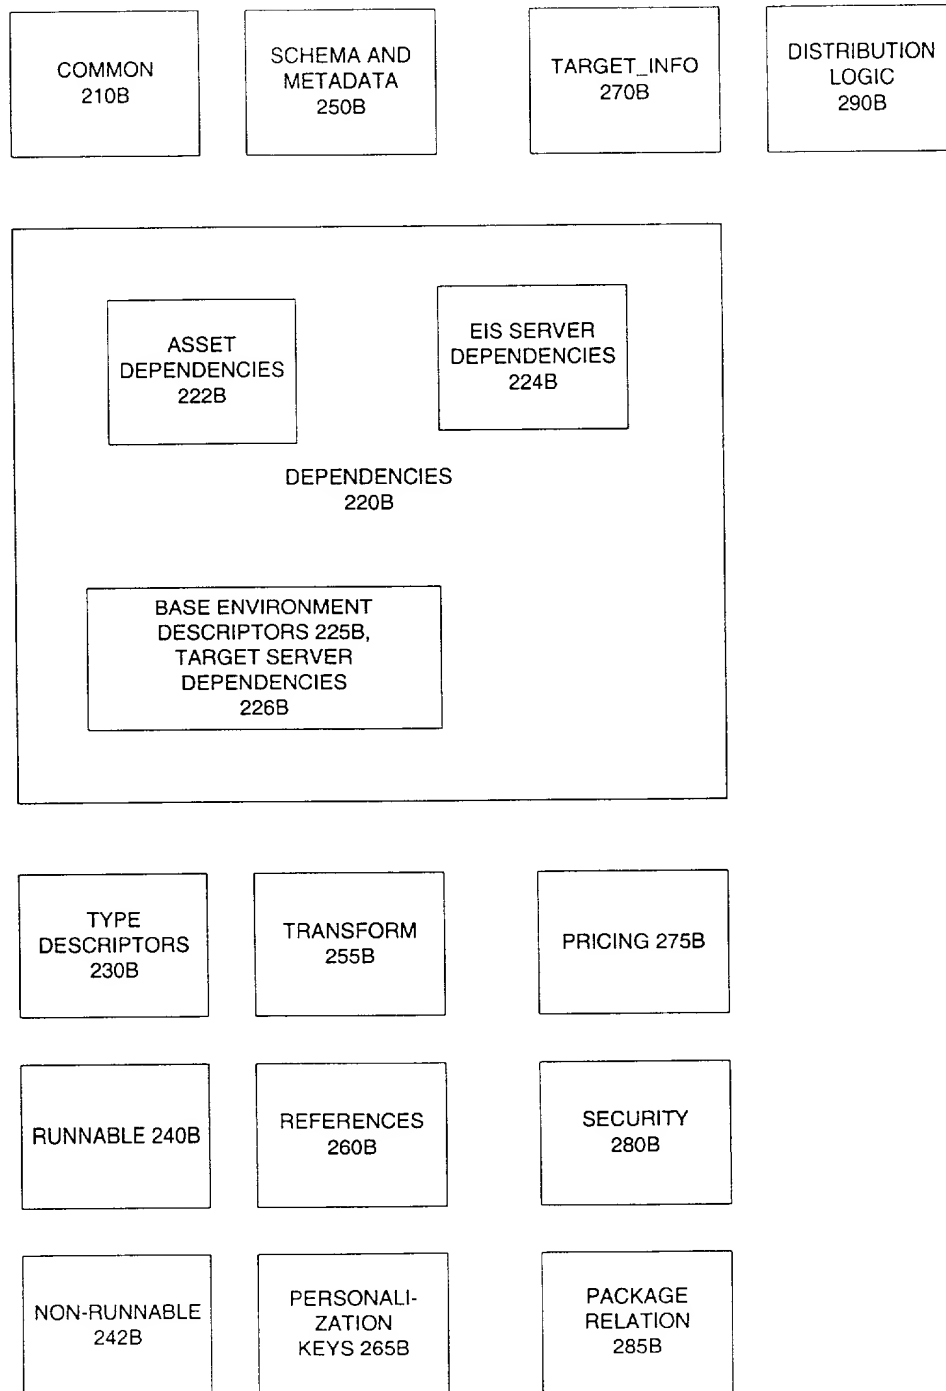 COMMON
210B
SCHEMA AND
METADATA
250B
TARGET_INFO
270B
DISTRIBUTION
LOGIC
290B
ASSET
DEPENDENCIES
222B
EIS SERVER
DEPENDENCIES
224B
DEPENDENCIES
220B
BASE ENVIRONMENT
DESCRIPTORS 225B,
TARGET SERVER
DEPENDENCIES
226B
TYPE
DESCRIPTORS
230B
TRANSFORM
255B
PRICING 275B
RUNNABLE 240B
REFERENCES
260B
SECURITY
280B
NON-RUNNABLE
242B
PERSONALI-
ZATION
KEYS 265B
PACKAGE
RELATION
285B